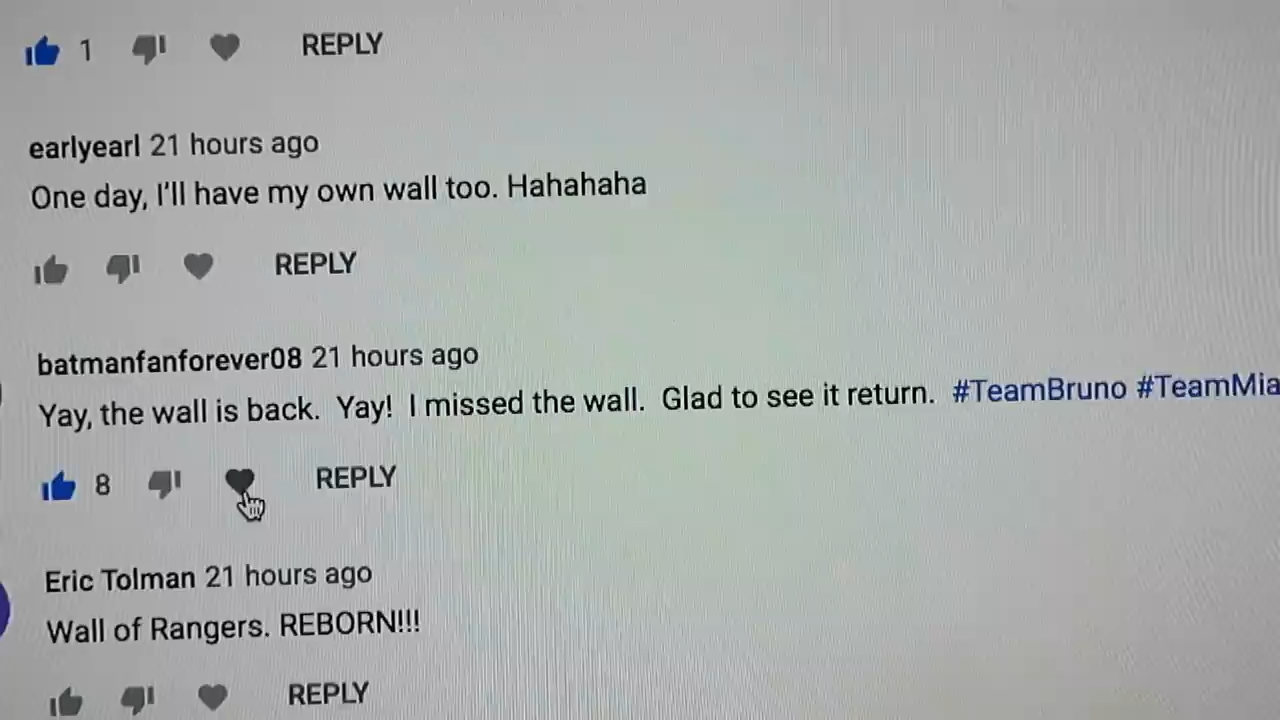 1 REPLY
earlyearl 21 hours ago
One day, I'll have my own wall too. Hahahaha
REPLY
batmanfanforever08 21 hours ago
Yay, the wall is back. Yay! I missed the wall. Glad to see it return. #TeamBruno #TeamMia
8 REPLY
Eric Tolman 21 hours ago
Wall of Rangers. REBORN!!!
REPLY